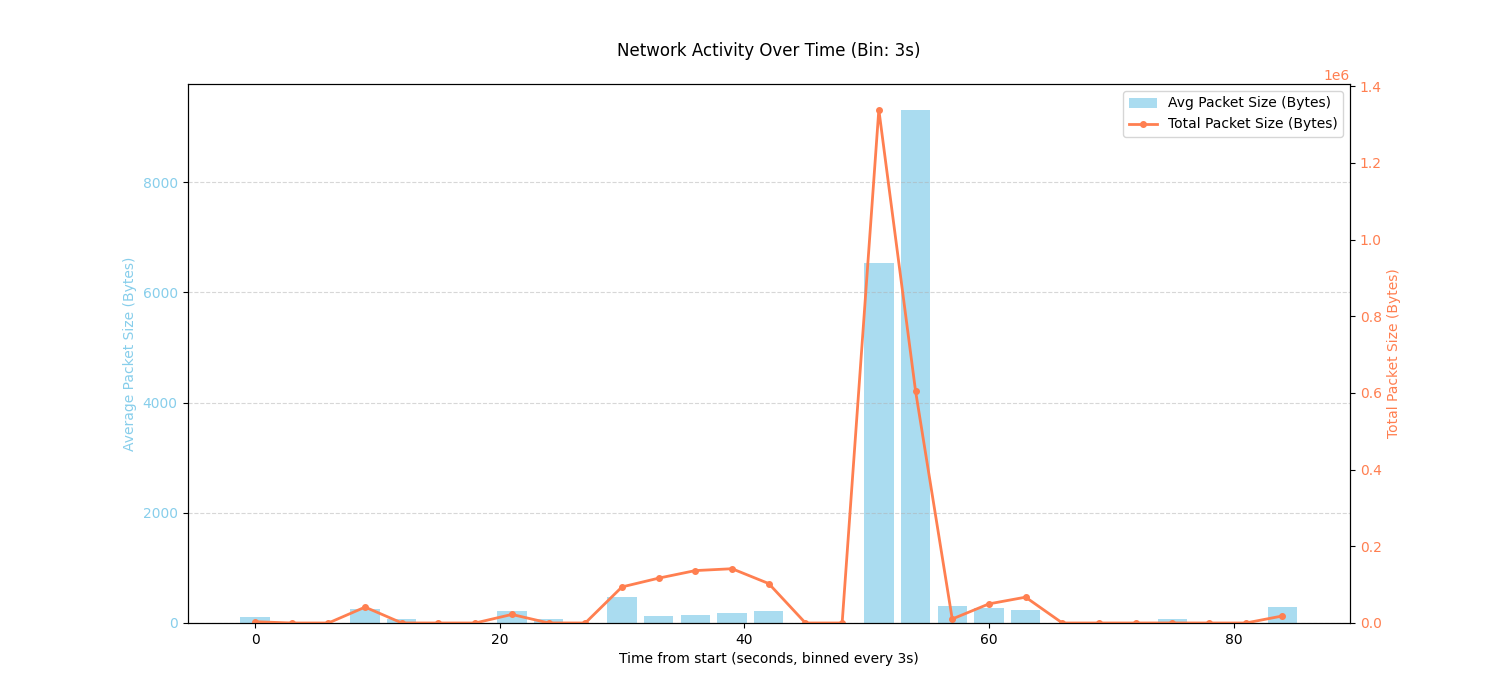 Network Activity Over Time (Bin: 3s)
1e6
Avg Packet Size (Bytes)
Total Packet Size (Bytes)
Average Packet Size (Bytes)
8000
6000
4000
2000
0
1.4
1.2
1.0
0.8
0.6
0.4
0.2
0.0
Total Packet Size (Bytes)
0 20 40 60 80
Time from start (seconds, binned every 3s)